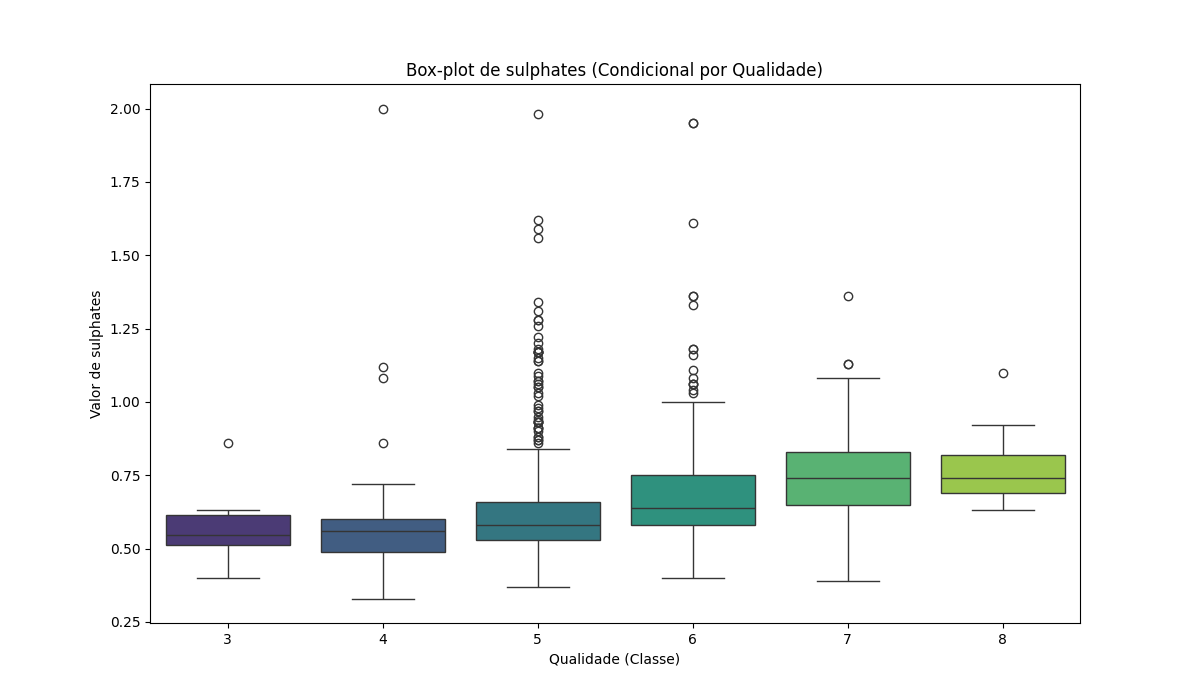 Box-plot de sulphates (Condicional por Qualidade)
Valor de sulphates
2.00
1.75
1.50
1.25
1.00
0.75
0.50
0.25
3 4 5 6 7 8
Qualidade (Classe)